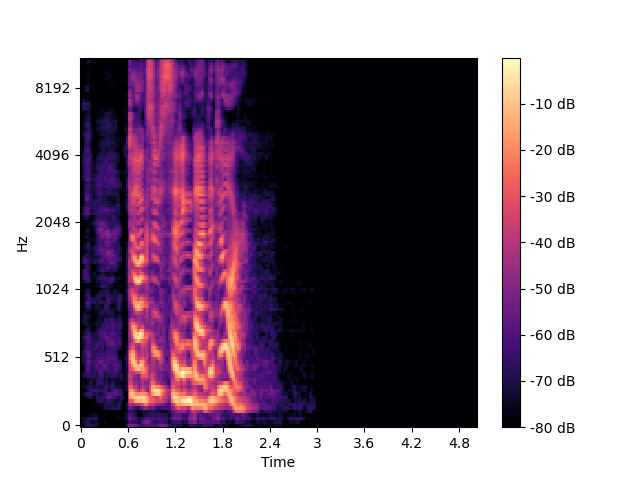 8192
4096
2048
1024
512
0
Hz
0 0.6 1.2 1.8 2.4 3 3.6 4.2 4.8
Time
-10 dB
-20 dB
-30 dB
-40 dB
-50 dB
-60 dB
-70 dB
-80 dB